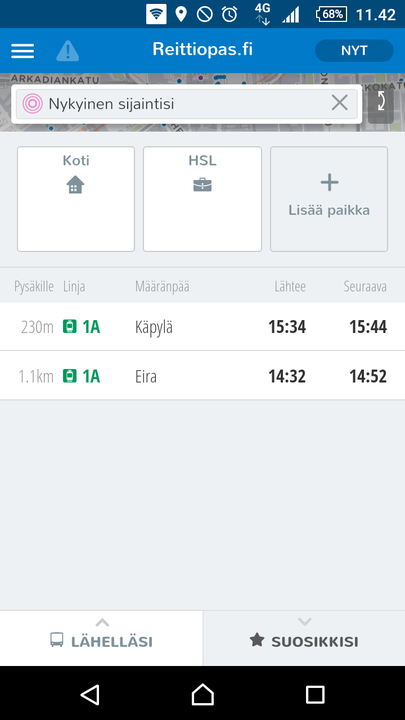 4G 68% 11.42
Reittiopas.fi NYT
ARKADIANKATU
Nykyinen sijaintisi
Koti HSL
Lisää paikka
Pysäkille Linja Määränpää Lähtee Seuraava
230m 1A Käpylä 15:34 15:44
1.1km 1A Eira 14:32 14:52
LÄHELLÄSI SUOSIKKISI